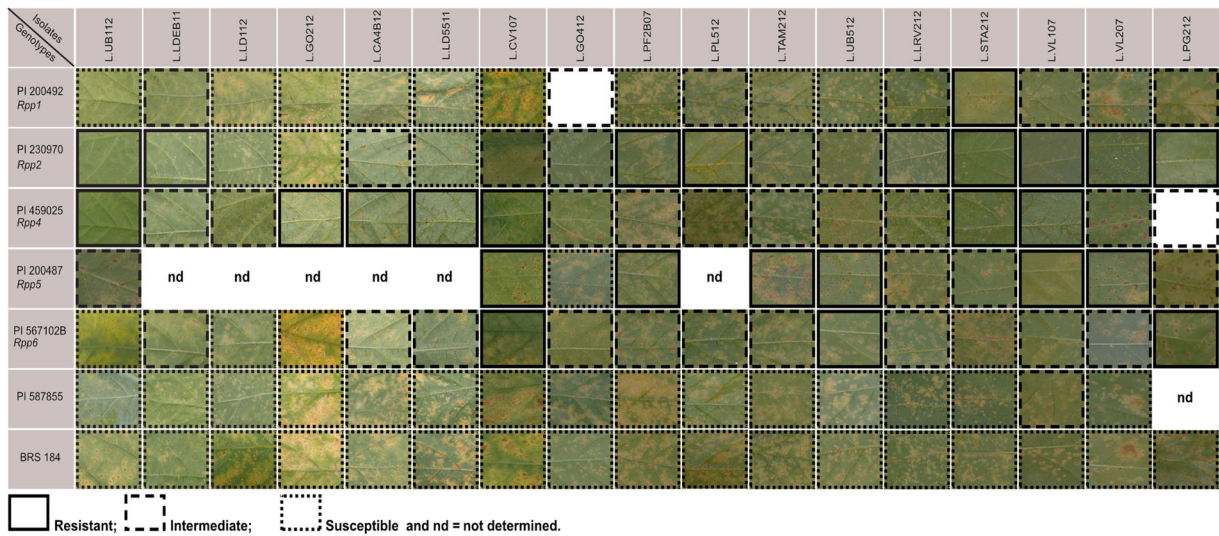 Isolates
Genotypes
L.UB112
L.LDEB11
L.LD112
L.GO212
L.CA4B12
L.LD5511
L.CV107
L.GO412
L.PF2B07
L.PL512
L.TAM212
LUB512
L.LRV212
L.STA212
L.VL107
L.VL207
L.PG212
PI 200492
Rpp1
PI 230970
Rpp2
PI 459025
Rpp4
PI 200487
Rpp5
nd nd nd nd nd nd
PI 567102B
Rpp6
PI 587855
nd
BRS 184
Resistant; Intermediate; Susceptible and nd = not determined.